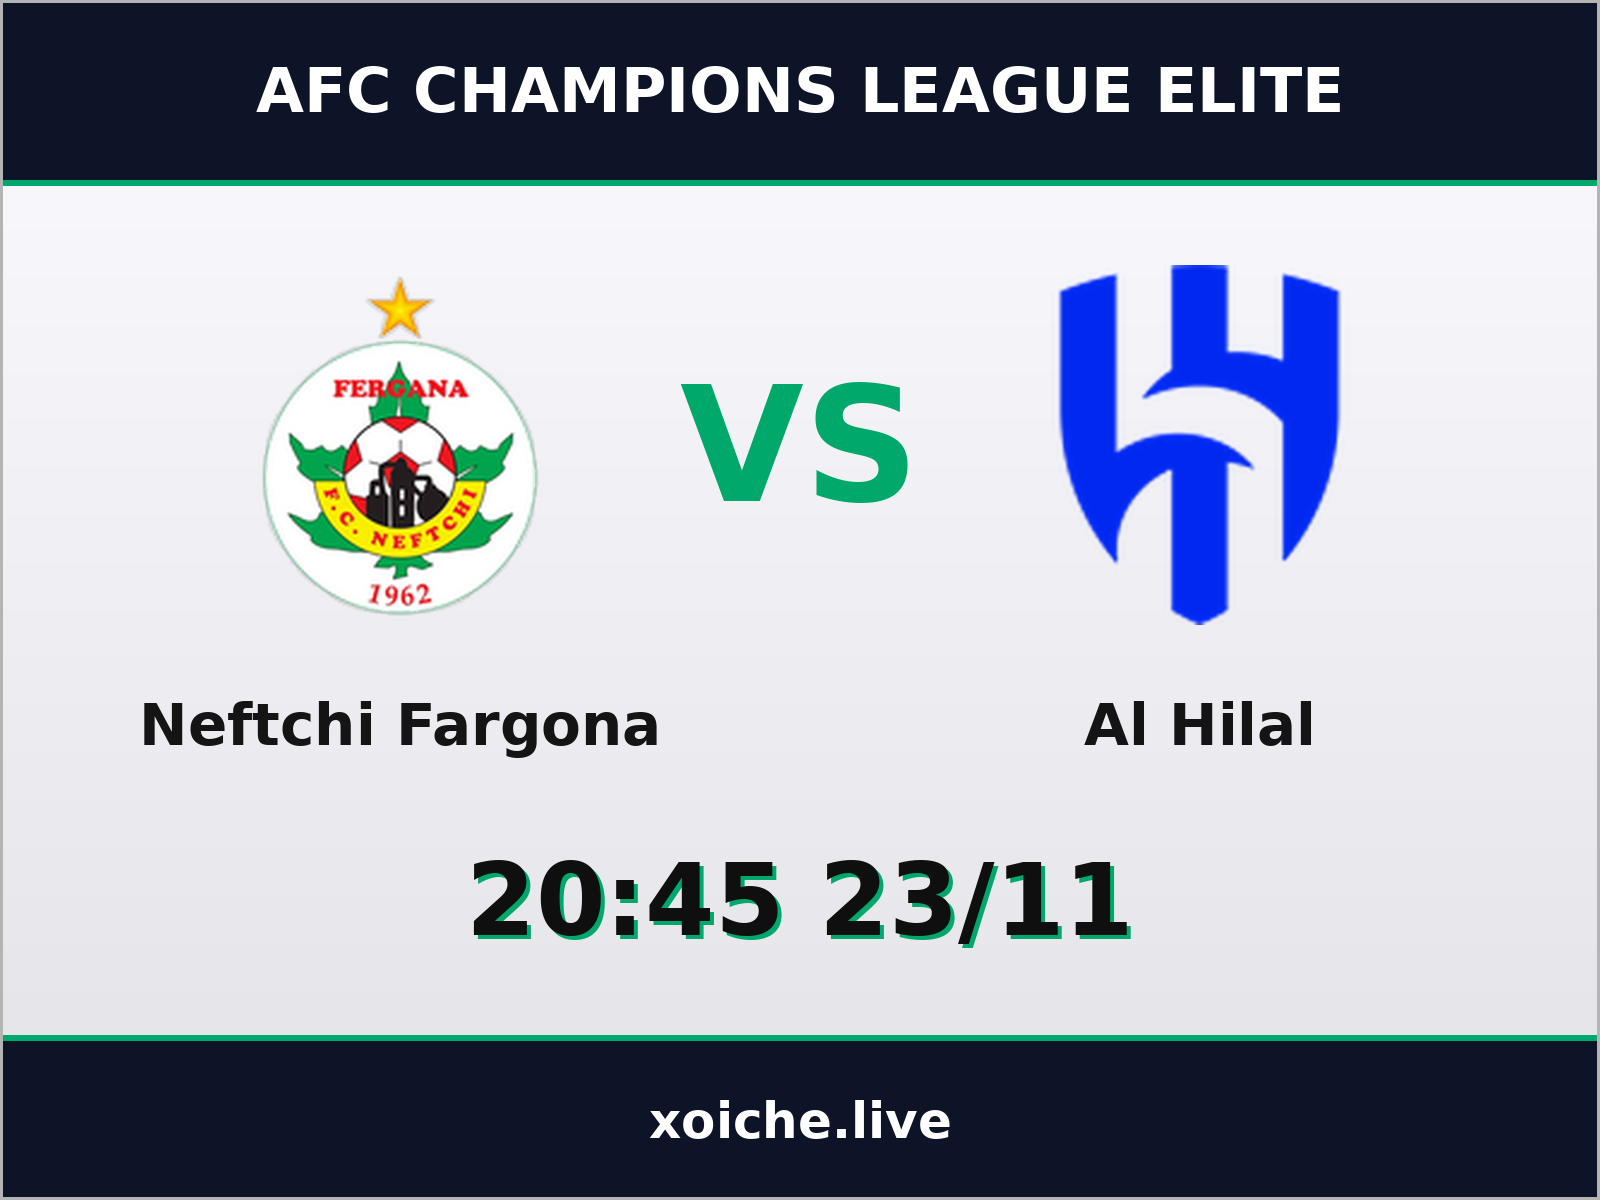 AFC CHAMPIONS LEAGUE ELITE
FERGANA
F.C. NEFTCHI
1962
VS
Neftchi Fargona
Al Hilal
20:45 23/11
xoiche.live